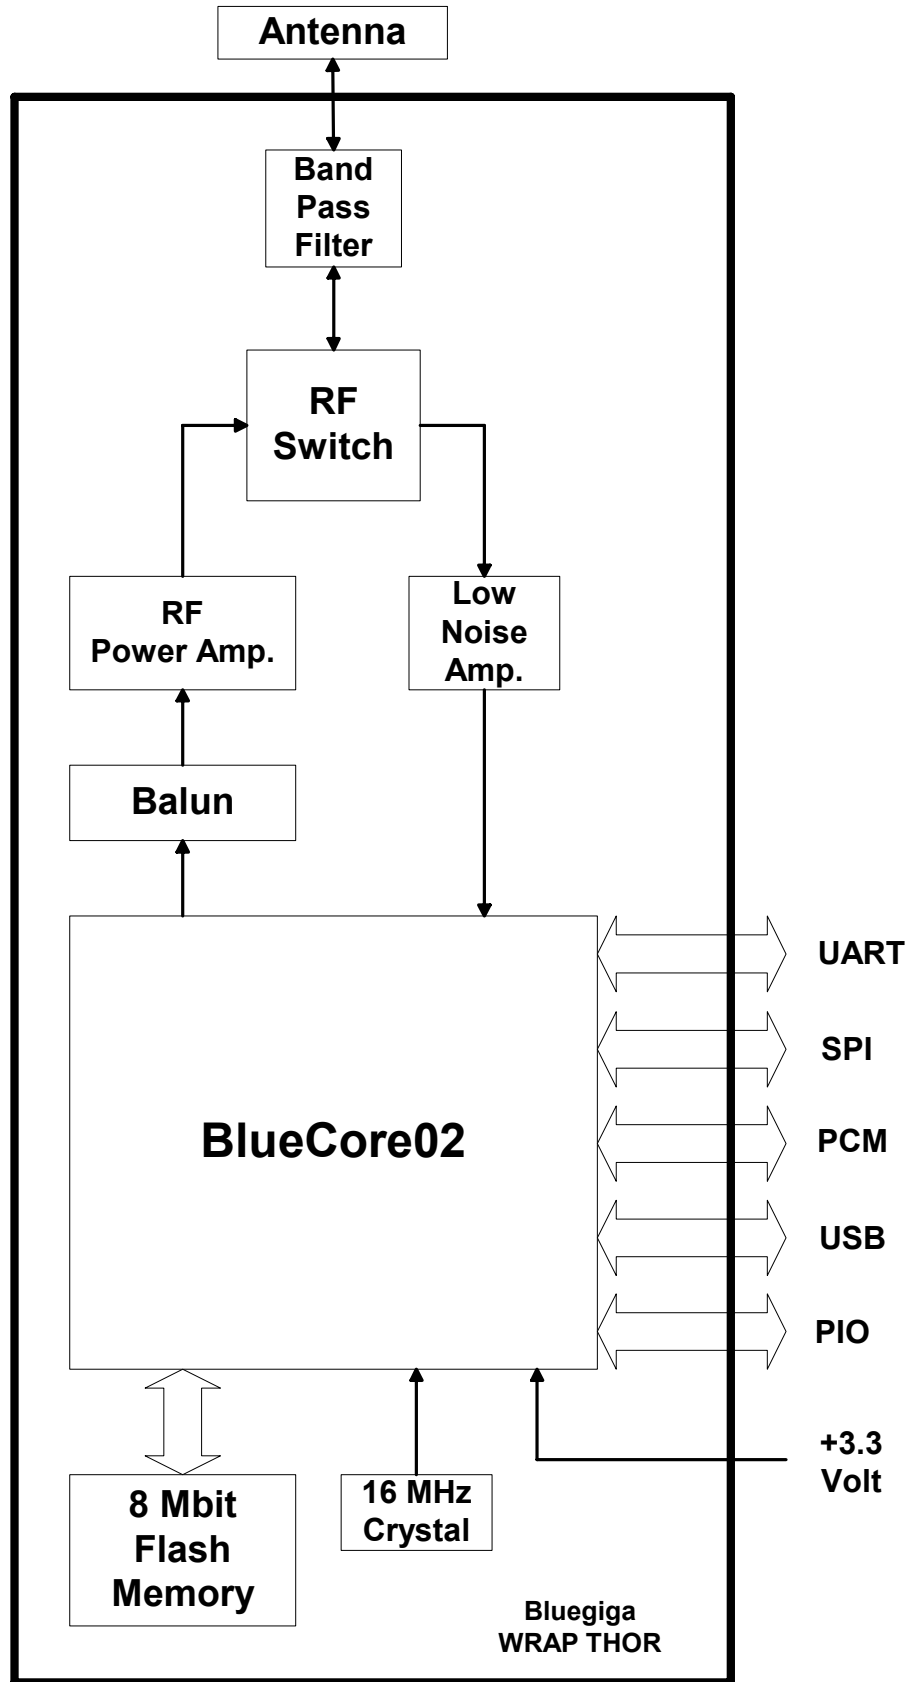 Antenna
Band
Pass
Filter
RF
Switch
RF
Power Amp.
Low
Noise
Amp.
Balun
BlueCore02
UART
SPI
PCM
USB
PIO
+3.3
Volt
8 Mbit
Flash
Memory
16 MHz
Crystal
Bluegiga
WRAP THOR